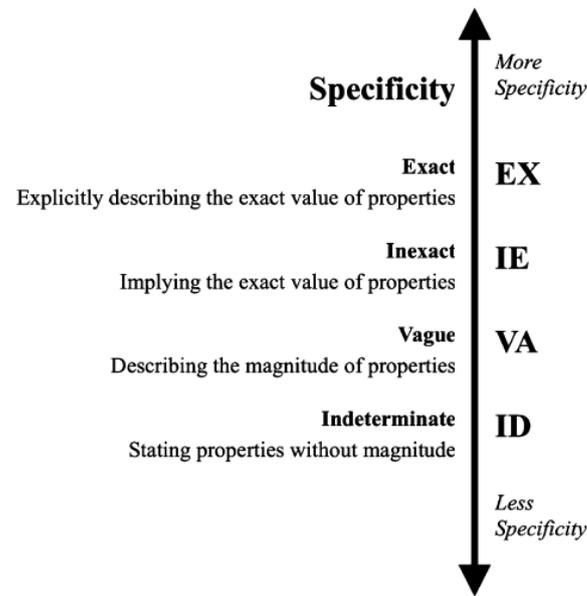 More
Specificity
Specificity
Exact
EX
Explicitly describing the exact value of properties
Inexact
IE
Implying the exact value of properties
Vague
VA
Describing the magnitude of properties
Indeterminate
ID
Stating properties without magnitude
Less
Specificity